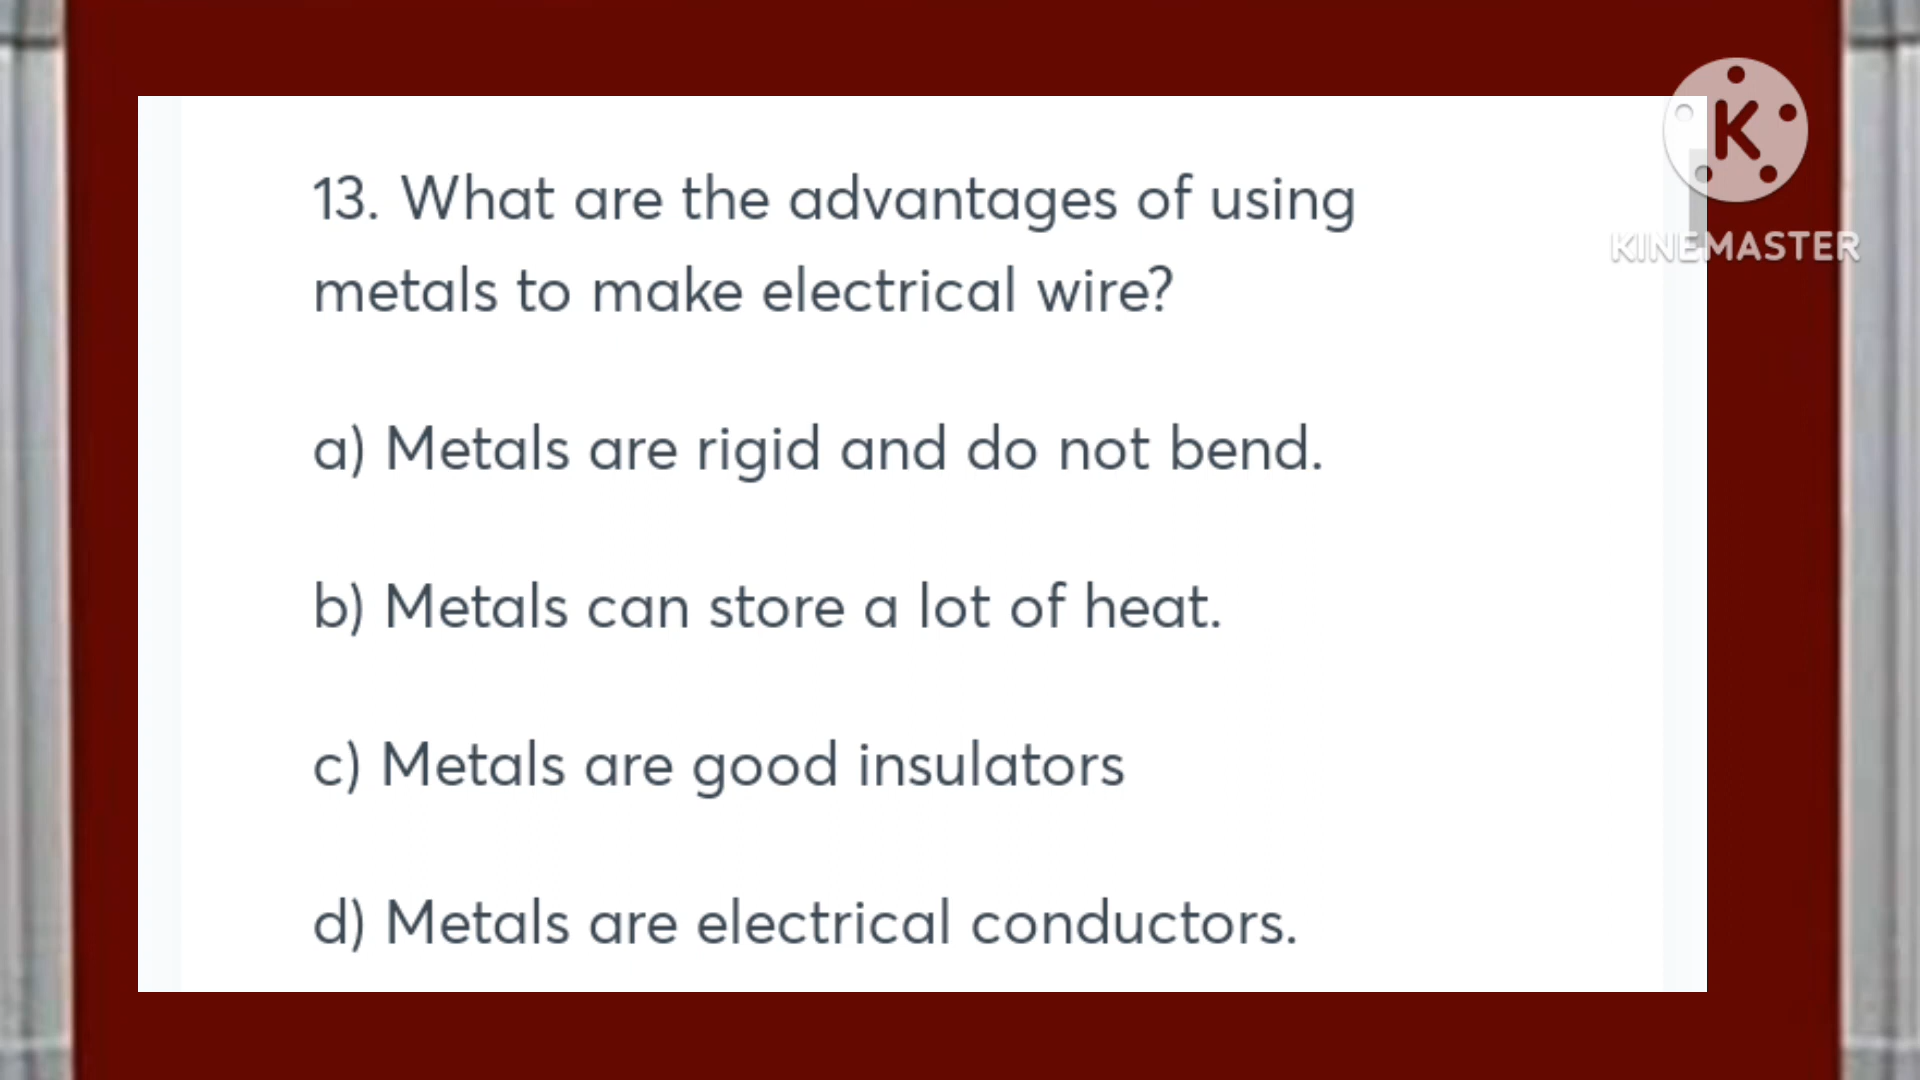 13. What are the advantages of using
metals to make electrical wire?
a) Metals are rigid and do not bend.
b) Metals can store a lot of heat.
c) Metals are good insulators
d) Metals are electrical conductors.
K
KINEMASTER